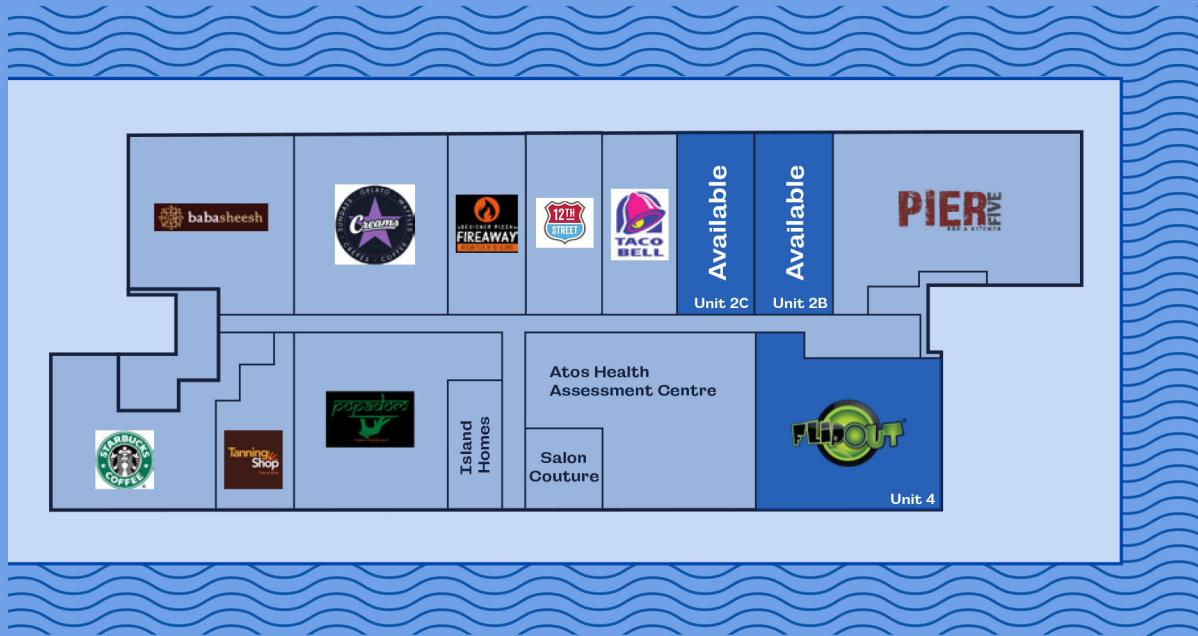 babasheesh
SUNDAES · GELATO · WAFFLES
Creams
CREPES · COFFEE
DESIGNER PIZZA
FIREAWAY
12TH
STREET
TACO
BELL
Available
Unit 2C
Available
Unit 2B
PIER
FIVE
BAR & KITCHEN
STARBUCKS
COFFEE
Tanning
Shop
popadom
Island
Homes
Atos Health
Assessment Centre
Salon
Couture
FLIPOUT
Unit 4